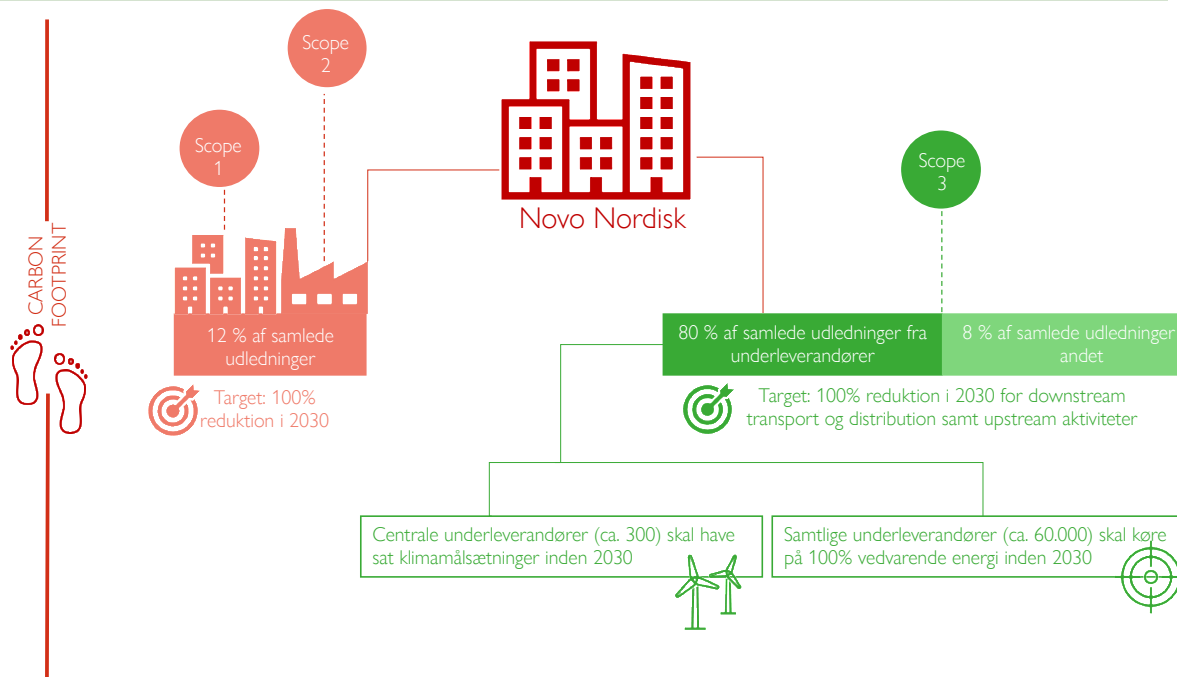 Scope
2
Scope
1
Scope
3
Novo Nordisk
CARBON
FOOTPRINT
12 % af samlede
udledninger
80 % af samlede udledninger fra
underleverandører
8 % af samlede udledninger
andet
Target: 100%
reduktion i 2030
Target: 100% reduktion i 2030 for downstream
transport og distribution samt upstream aktiviteter
Centrale underleverandører (ca. 300) skal have
sat klimamålsætninger inden 2030
Samtlige underleverandører (ca. 60.000) skal køre
på 100% vedvarende energi inden 2030